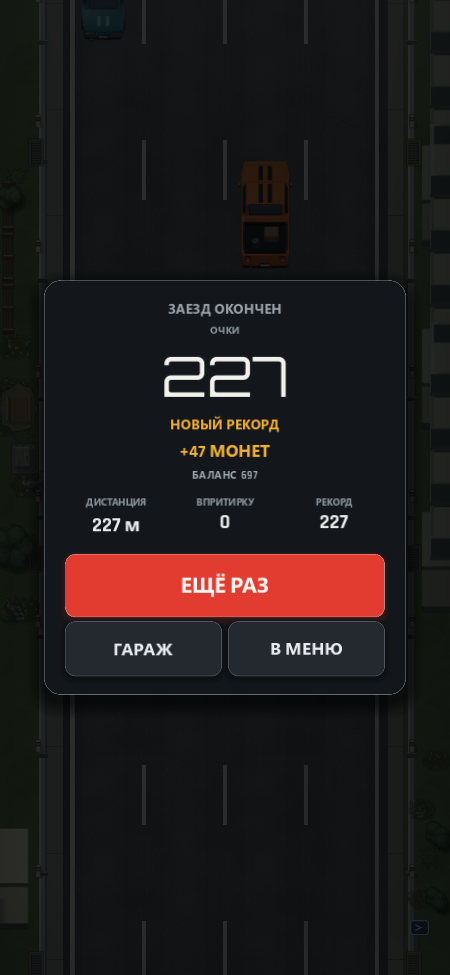 ЗАЕЗД ОКОНЧЕН
ОЧКИ
227
НОВЫЙ РЕКОРД
+47 МОНЕТ
БАЛАНС 697
ДИСТАНЦИЯ ВПРИТИРКУ РЕКОРД
227 м 0 227
ЕЩЁ РАЗ
ГАРАЖ В МЕНЮ